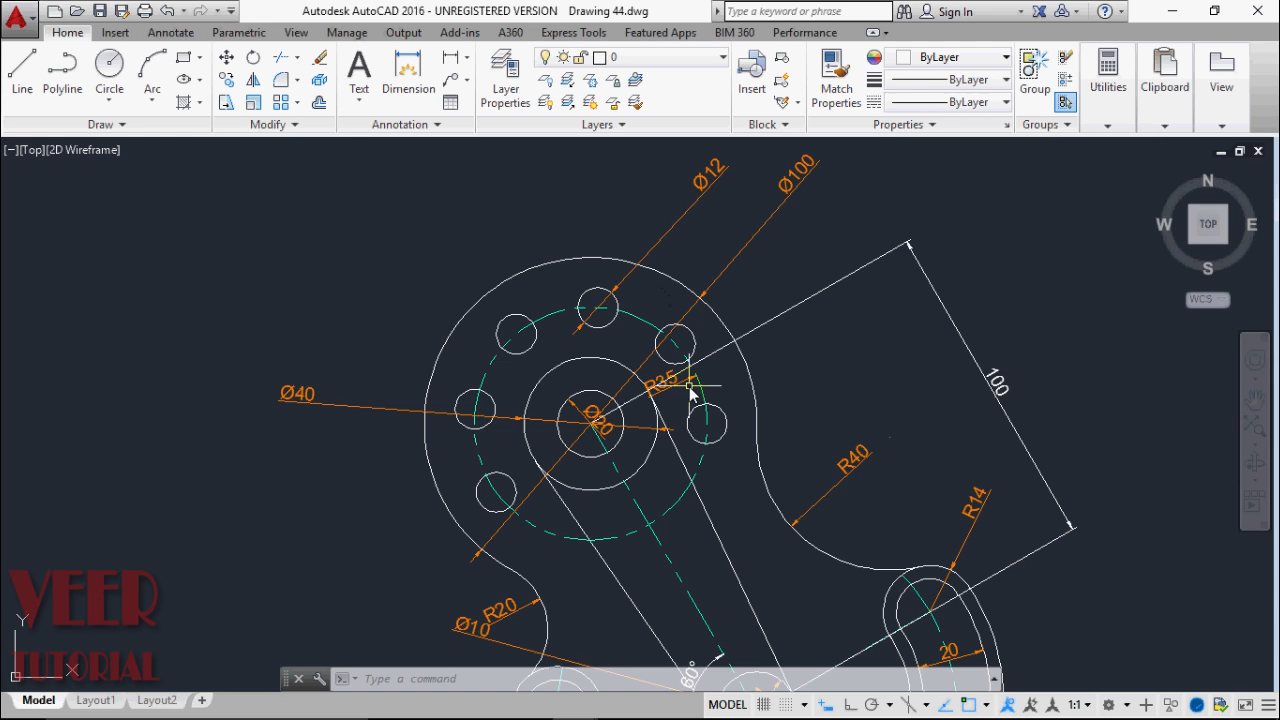 Autodesk AutoCAD 2016 - UNREGISTERED VERSION Drawing 44.dwg
Type a keyword or phrase
Sign In
Home Insert Annotate Parametric View Manage Output Add-ins A360 Express Tools Featured Apps BIM 360 Performance
Line Polyline Circle Arc
Text Dimension
Layer Properties
0
Insert
Match Properties
ByLayer
ByLayer
ByLayer
Group
Utilities Clipboard View
Draw Modify Annotation Layers Block Properties Groups
[−][Top][2D Wireframe]
N
W TOP E
S
WCS
Ø12
Ø100
R35
100
Ø40
Ø20
R40
R14
R20
Ø10
20
60°
VEER
TUTORIAL
Y
X
Type a command
Model Layout1 Layout2 +
MODEL
1:1